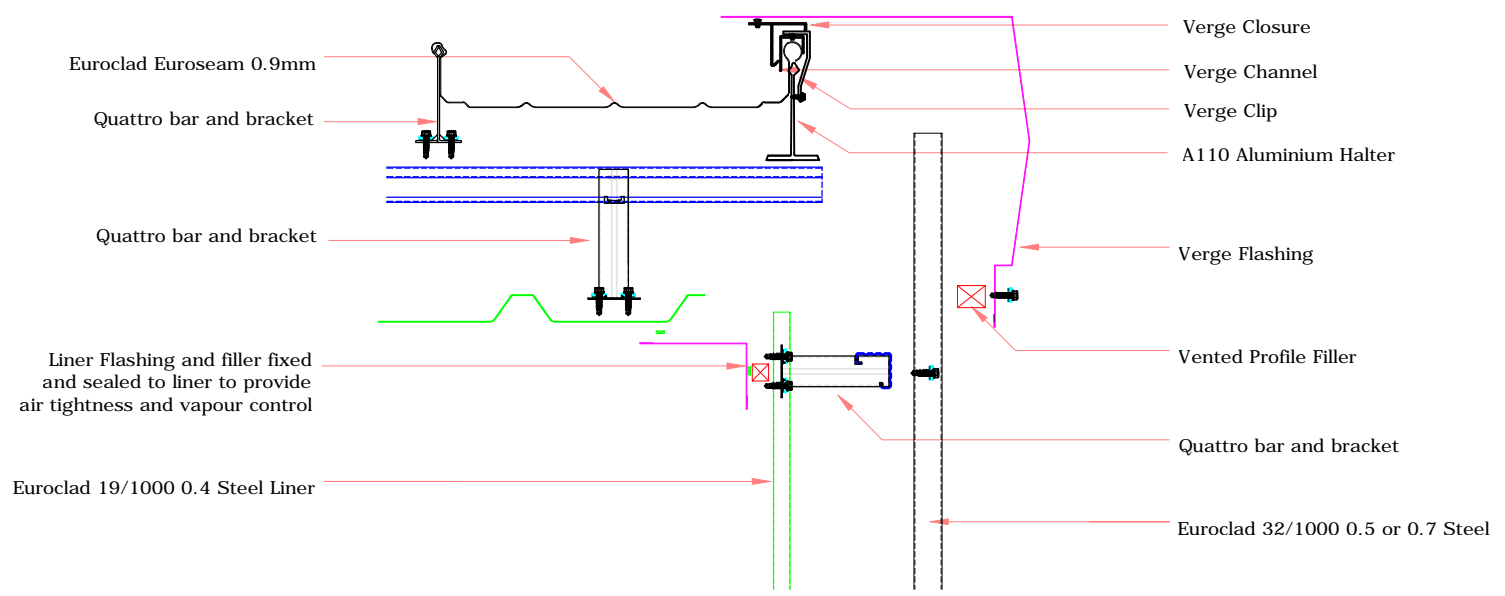 Euroclad Euroseam 0.9mm
Quattro bar and bracket
Quattro bar and bracket
Liner Flashing and filler fixed
and sealed to liner to provide
air tightness and vapour control
Euroclad 19/1000 0.4 Steel Liner
Verge Closure
Verge Channel
Verge Clip
A110 Aluminium Halter
Verge Flashing
Vented Profile Filler
Quattro bar and bracket
Euroclad 32/1000 0.5 or 0.7 Steel